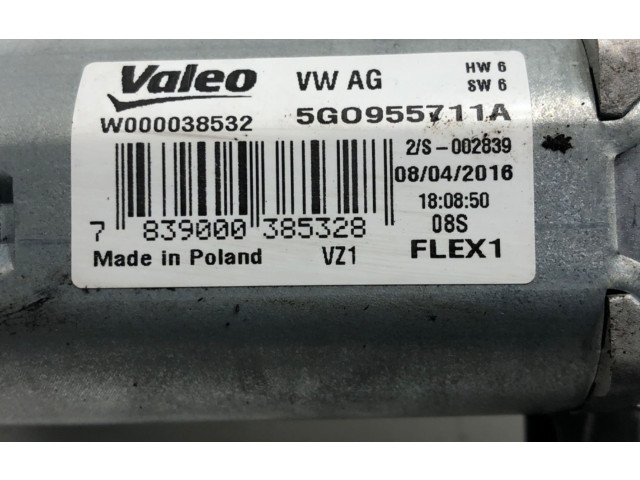 Valeo VW AG HW 6
SW 6
W000038532 5G0955711A
2/S-002839
08/04/2016
18:08:50
7 839000 385328 08S
Made in Poland VZ1 FLEX1